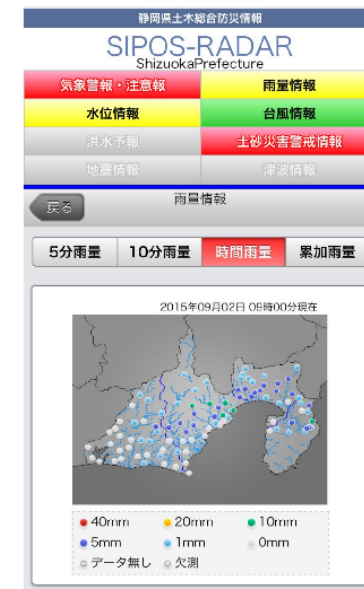 静岡県土木総合防災情報
SIPOS-RADAR
ShizuokaPrefecture
気象警報・注意報 雨量情報
水位情報 台風情報
洪水予報 土砂災害警戒情報
地震情報 津波情報
戻る 雨量情報
5分雨量 10分雨量 時間雨量 累加雨量
2015年09月02日 09時00分現在
40mm 20mm 10mm
5mm 1mm 0mm
データ無し 欠測